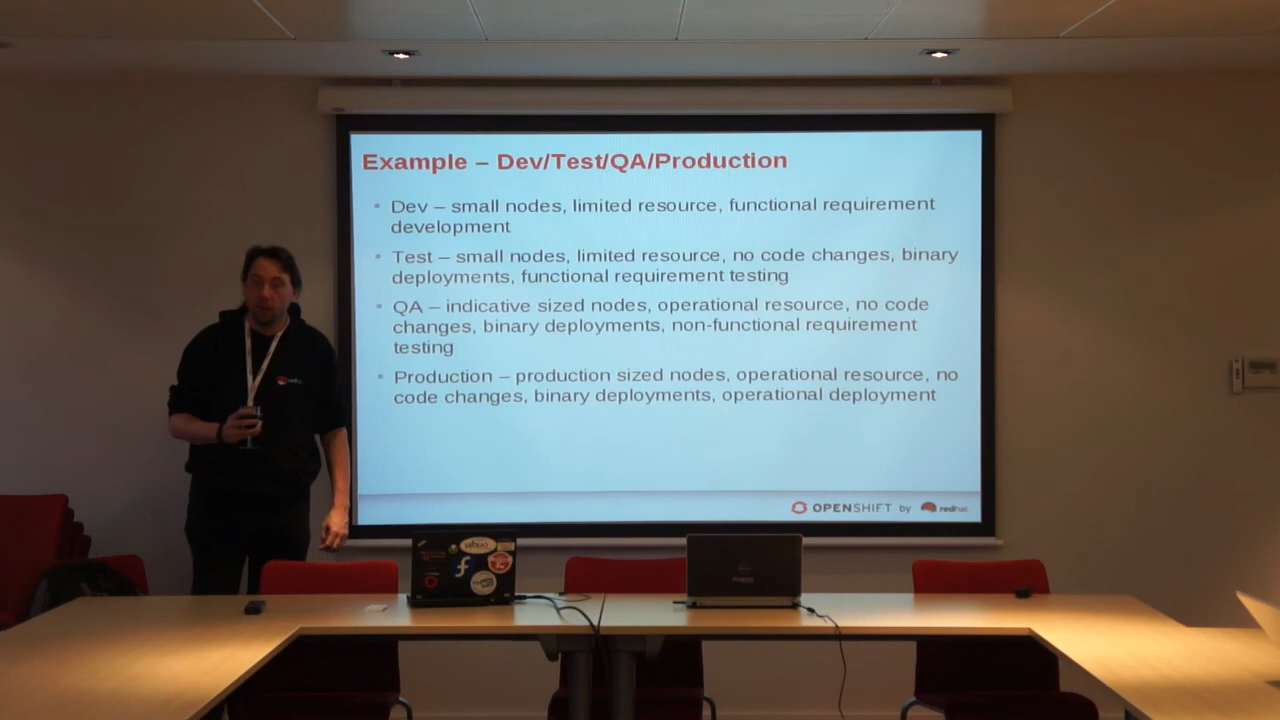 Example – Dev/Test/QA/Production
• Dev – small nodes, limited resource, functional requirement
development
• Test – small nodes, limited resource, no code changes, binary
deployments, functional requirement testing
• QA – indicative sized nodes, operational resource, no code
changes, binary deployments, non-functional requirement
testing
• Production – production sized nodes, operational resource, no
code changes, binary deployments, operational deployment
OPENSHIFT by redhat.